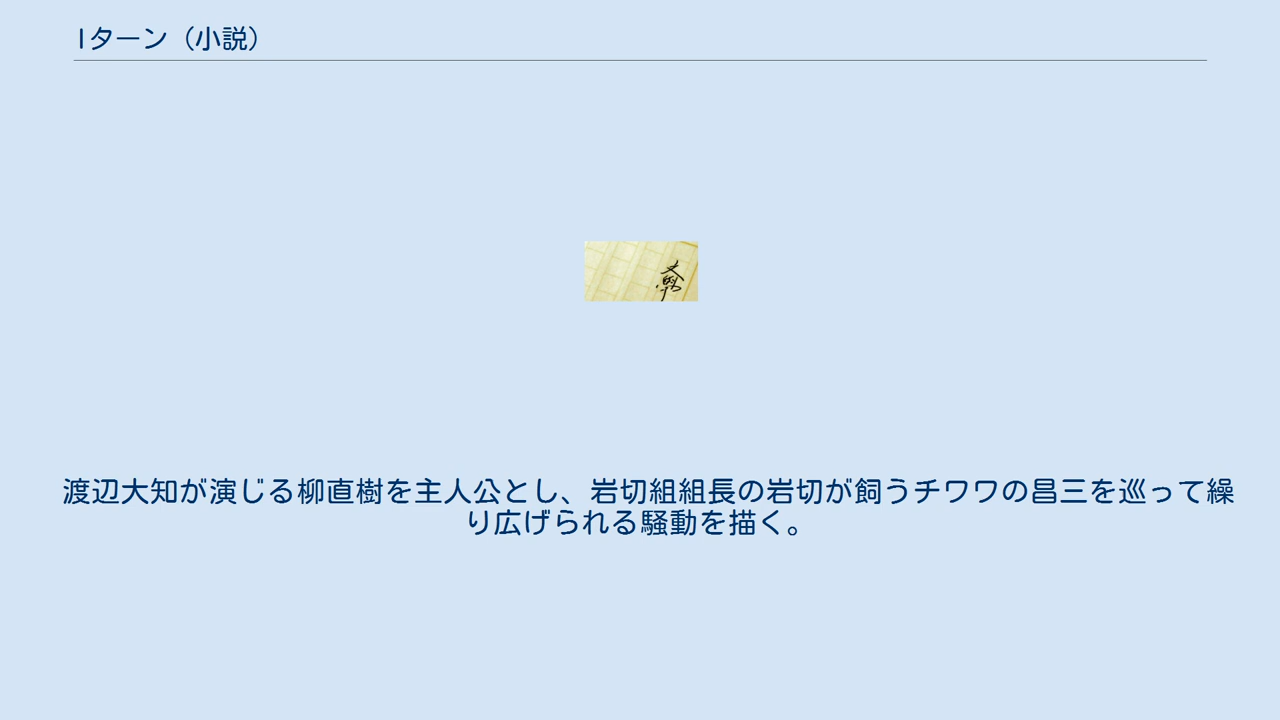 Iターン（小説）
渡辺大知が演じる柳直樹を主人公とし、岩切組組長の岩切が飼うチワワの昌三を巡って繰
り広げられる騒動を描く。